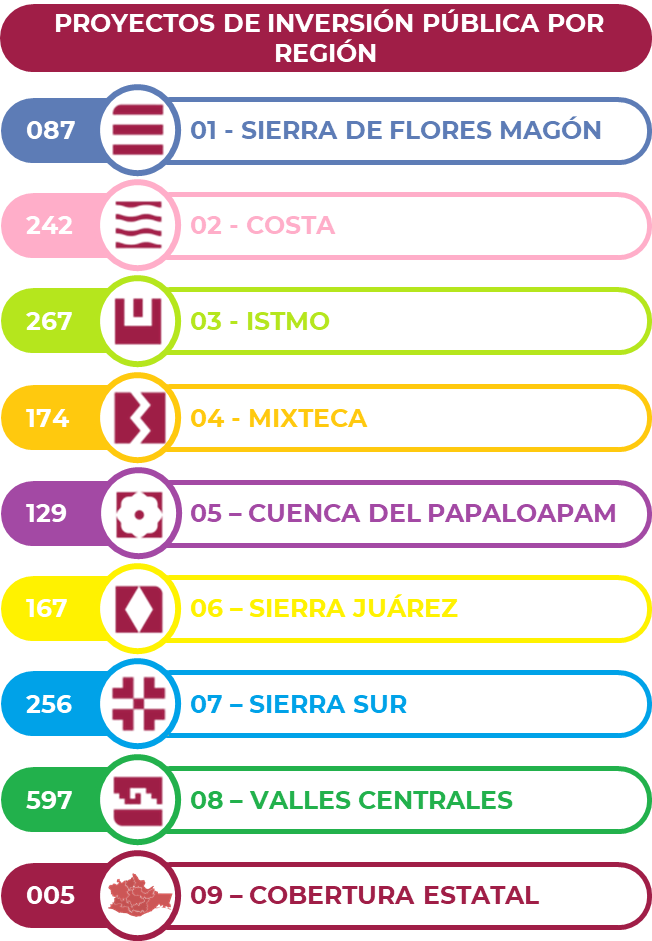 PROYECTOS DE INVERSIÓN PÚBLICA POR
REGIÓN
087 01 - SIERRA DE FLORES MAGÓN
242 02 - COSTA
267 03 - ISTMO
174 04 - MIXTECA
129 05 – CUENCA DEL PAPALOAPAM
167 06 – SIERRA JUÁREZ
256 07 – SIERRA SUR
597 08 – VALLES CENTRALES
005 09 – COBERTURA ESTATAL